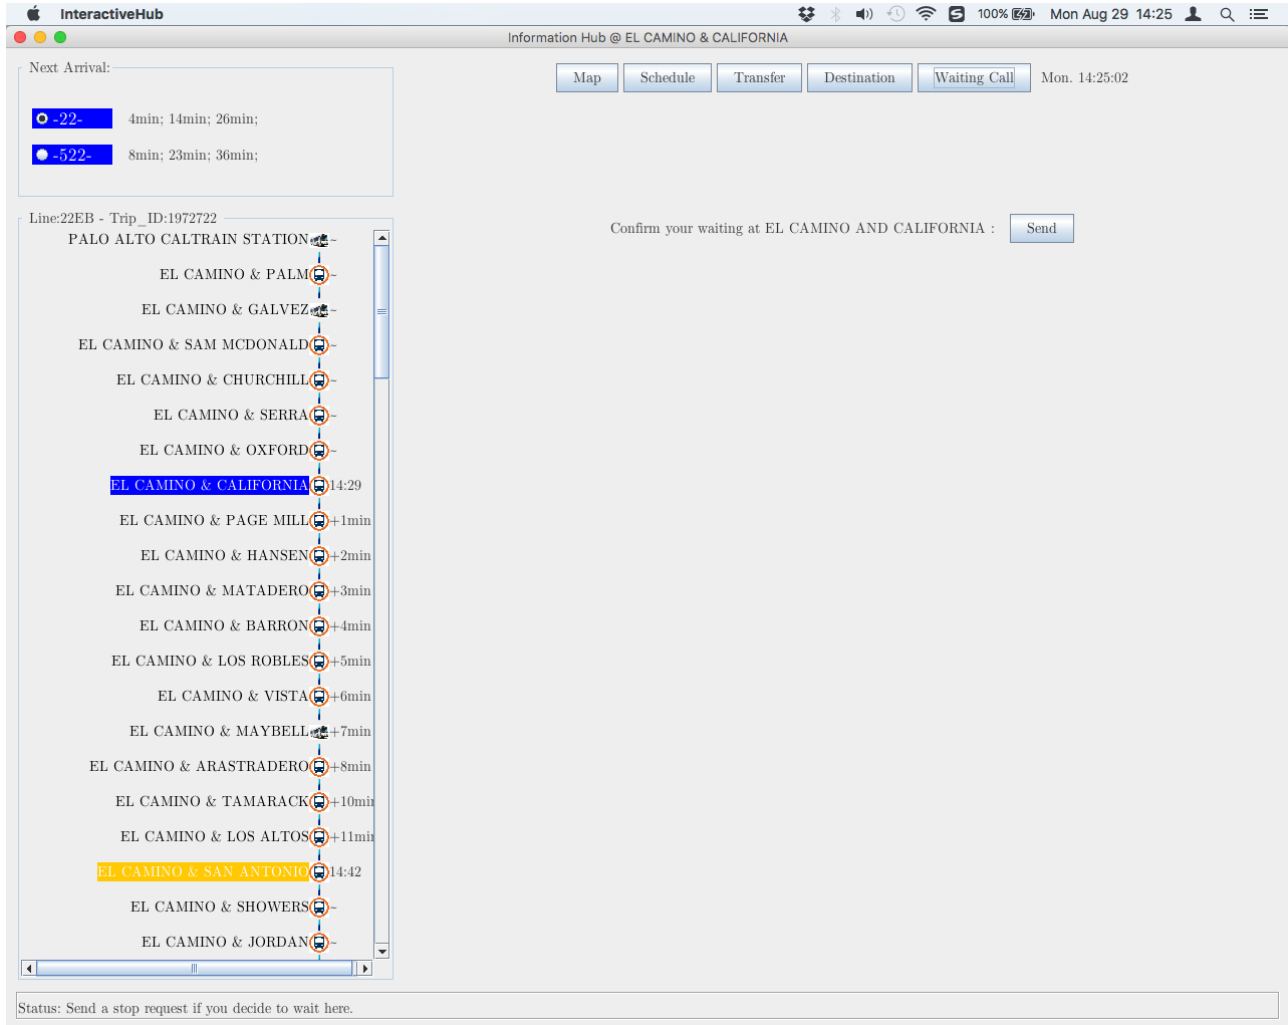 InteractiveHub
100% Mon Aug 29 14:25
Information Hub @ EL CAMINO & CALIFORNIA
Next Arrival:
-22- 4min; 14min; 26min;
-522- 8min; 23min; 36min;
Map Schedule Transfer Destination Waiting Call Mon. 14:25:02
Confirm your waiting at EL CAMINO AND CALIFORNIA : Send
Line:22EB - Trip_ID:1972722
PALO ALTO CALTRAIN STATION ~
EL CAMINO & PALM ~
EL CAMINO & GALVEZ ~
EL CAMINO & SAM MCDONALD ~
EL CAMINO & CHURCHILL ~
EL CAMINO & SERRA ~
EL CAMINO & OXFORD ~
EL CAMINO & CALIFORNIA 14:29
EL CAMINO & PAGE MILL +1min
EL CAMINO & HANSEN +2min
EL CAMINO & MATADERO +3min
EL CAMINO & BARRON +4min
EL CAMINO & LOS ROBLES +5min
EL CAMINO & VISTA +6min
EL CAMINO & MAYBELL +7min
EL CAMINO & ARASTRADERO +8min
EL CAMINO & TAMARACK +10min
EL CAMINO & LOS ALTOS +11min
EL CAMINO & SAN ANTONIO 14:42
EL CAMINO & SHOWERS ~
EL CAMINO & JORDAN ~
Status: Send a stop request if you decide to wait here.